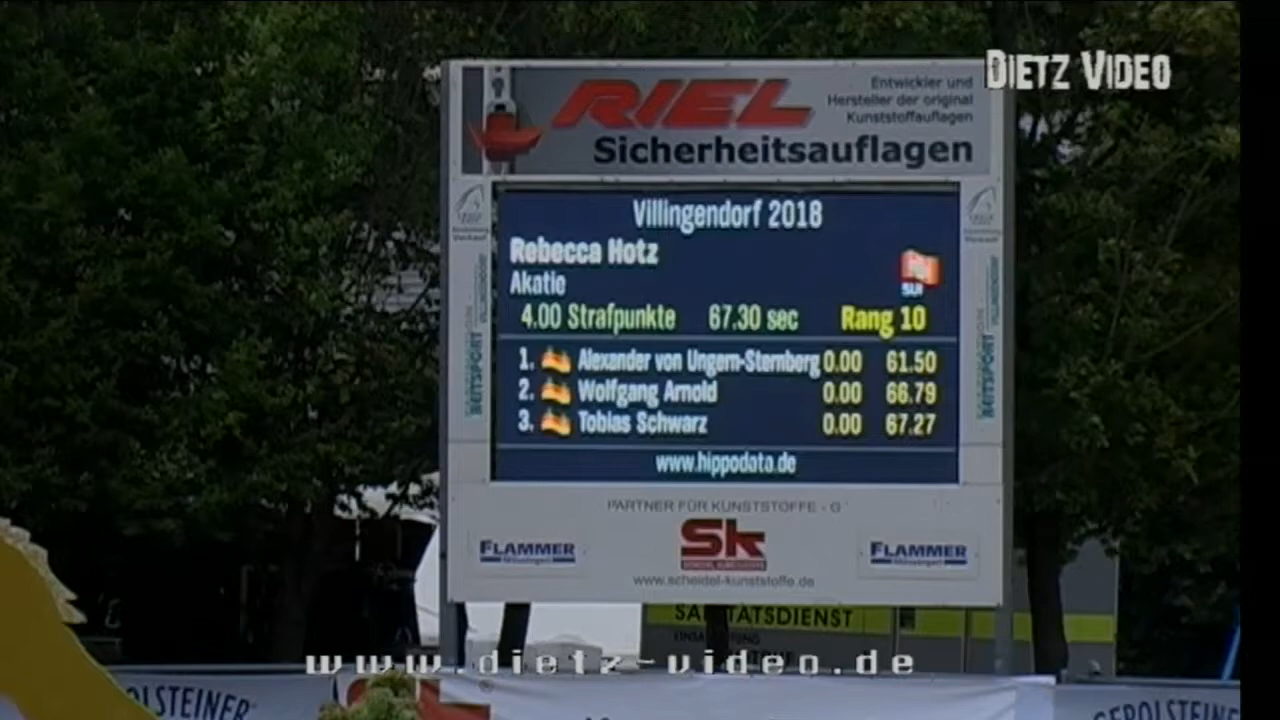 DIETZ VIDEO
RIEL
Entwickler und
Hersteller der original
Kunststoffauflagen
Sicherheitsauflagen
Villingendorf 2018
Rebecca Hotz
SUI
Akatie
4.00 Strafpunkte 67.30 sec Rang 10
1. Alexander von Ungern-Sternberg 0.00 61.50
2. Wolfgang Arnold 0.00 66.79
3. Tobias Schwarz 0.00 67.27
www.hippodata.de
REITSPORT
REITSPORT
PARTNER FÜR KUNSTSTOFFE - G
FLAMMER
Sk
FLAMMER
www.scheidel-kunststoffe.de
SANITÄTSDIENST
www.dietz-video.de
OLSTEINER
GEROLSTEINER